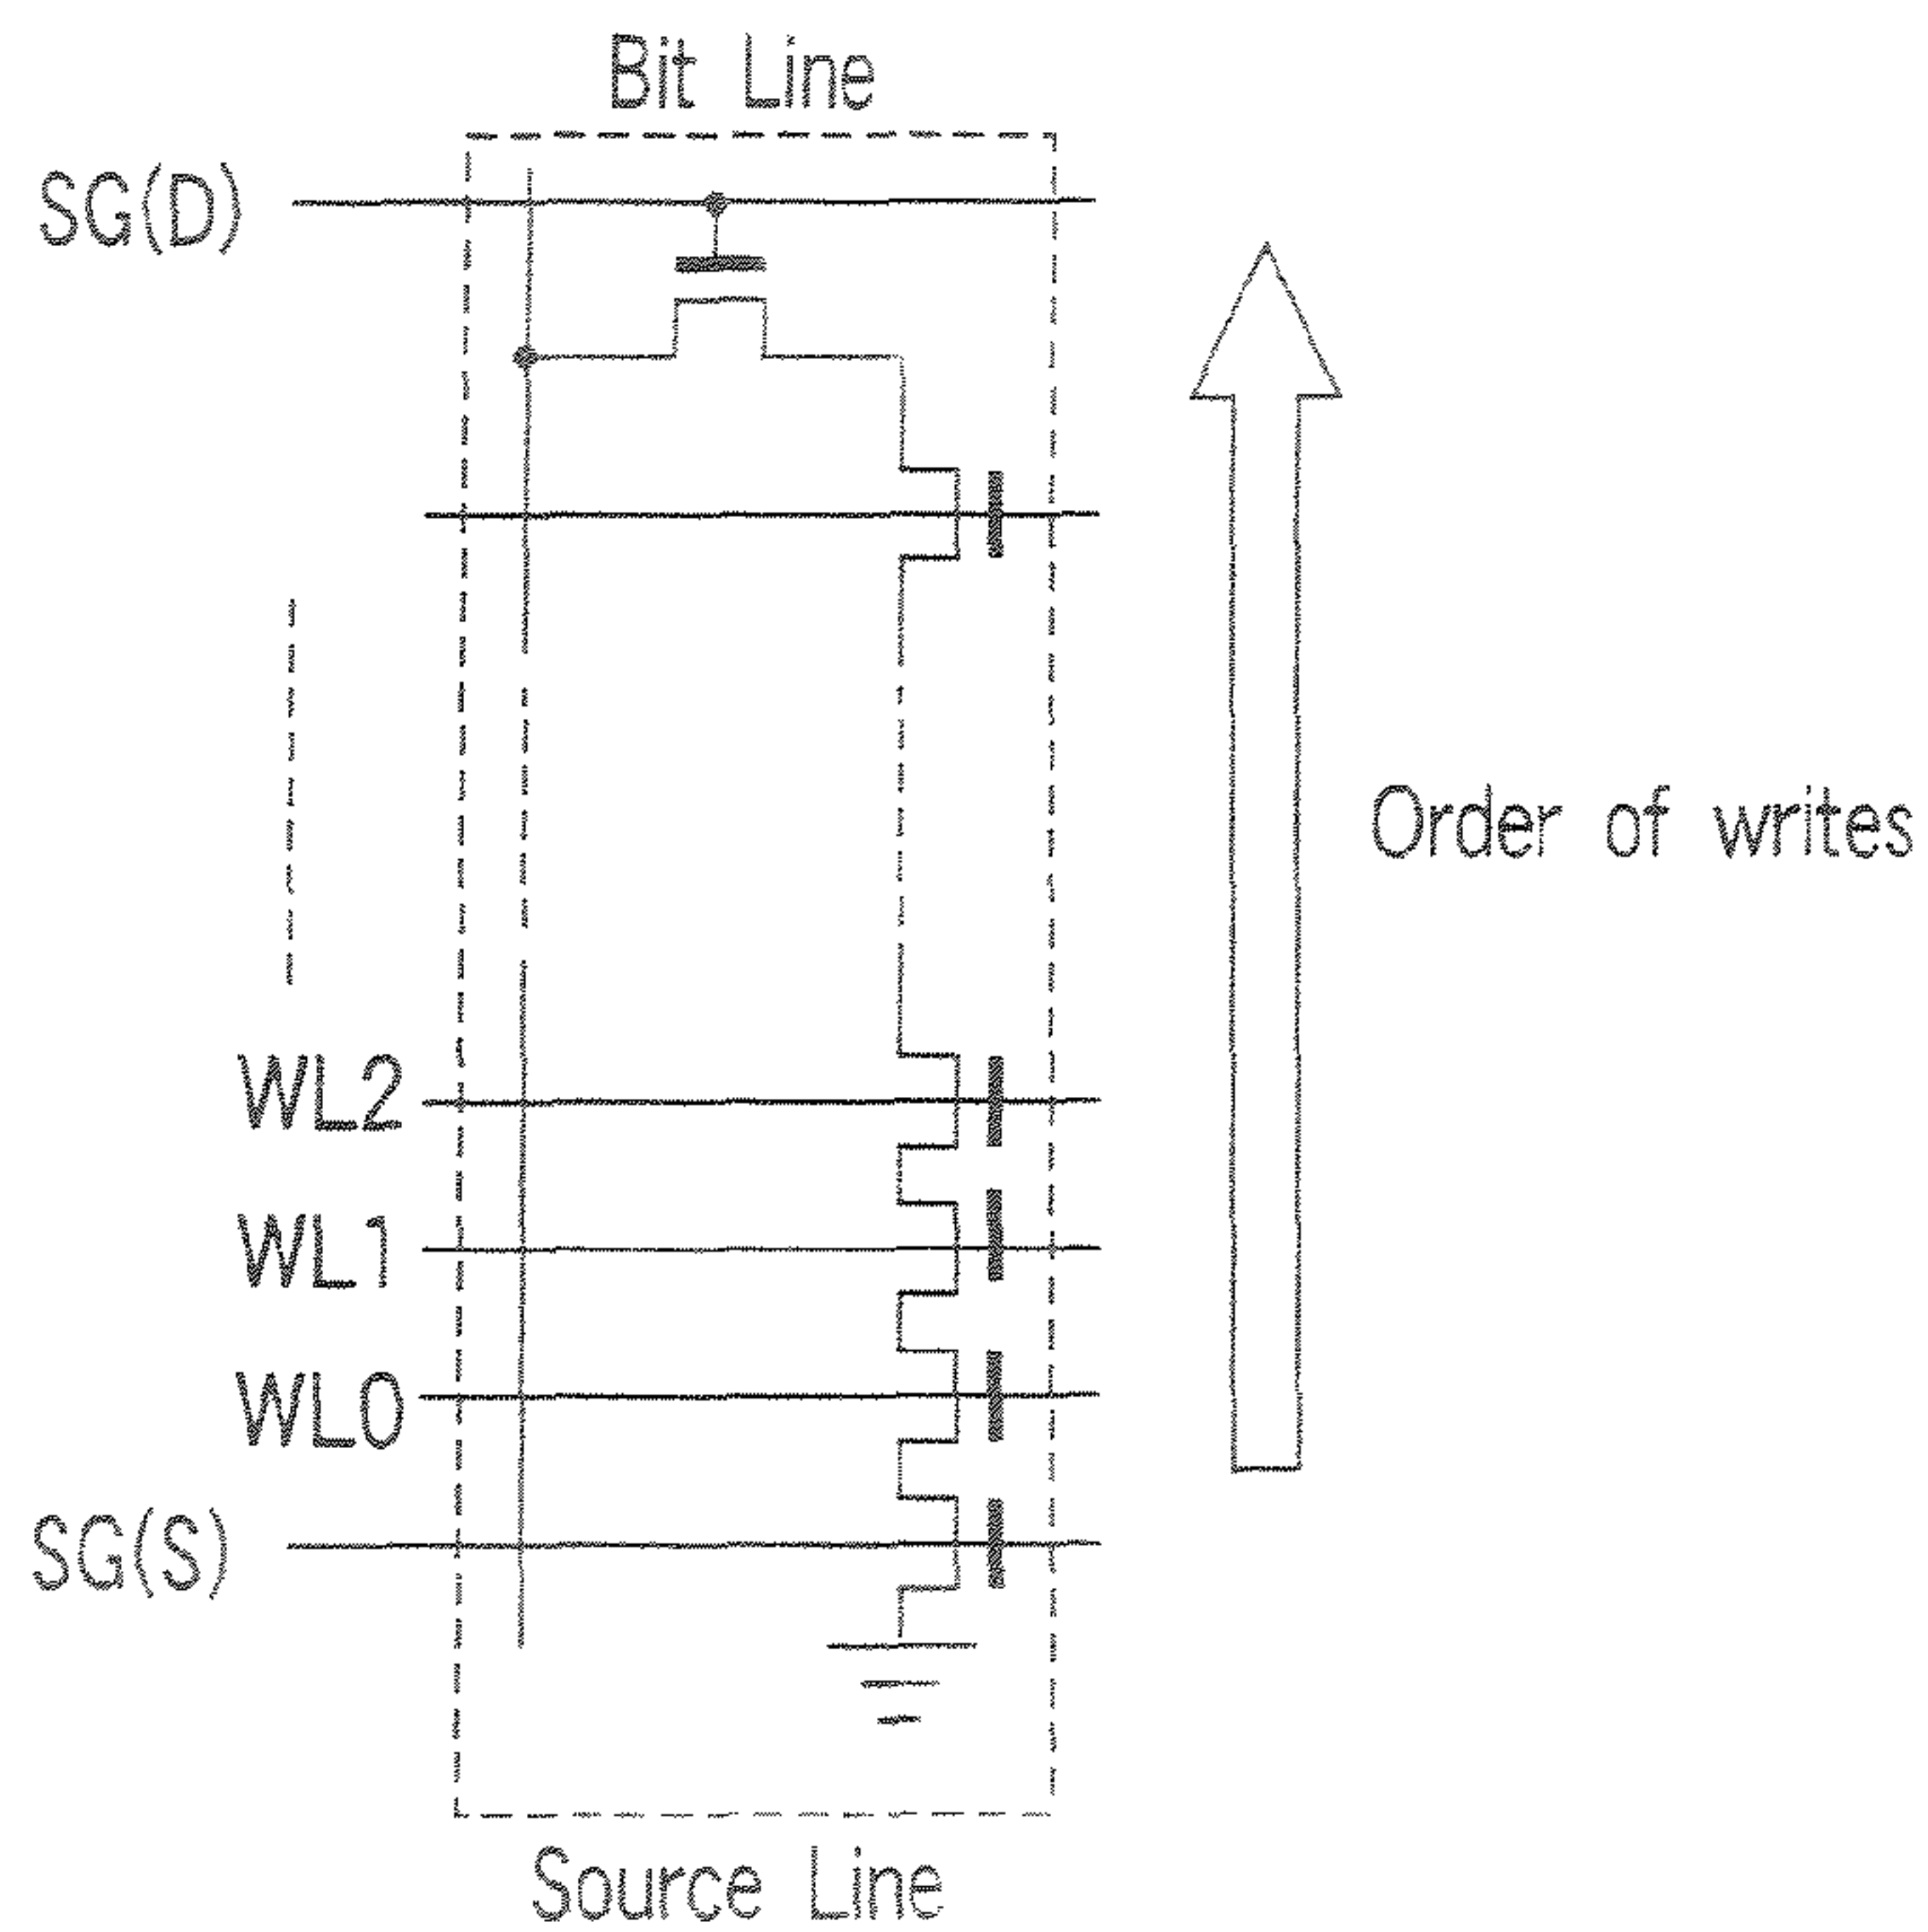 Bit Line
SG(D)
Order of writes
WL2
WL1
WL0
SG(S)
Source Line